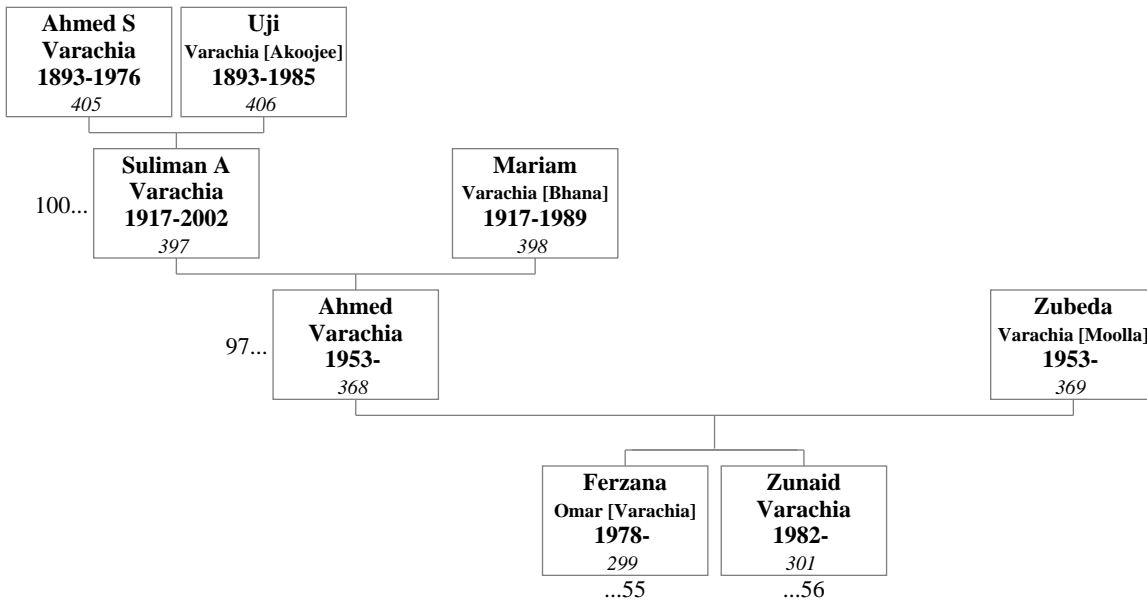 Ahmed S
Varachia
1893-1976
405
Uji
Varachia [Akoojee]
1893-1985
406
100...
Suliman A
Varachia
1917-2002
397
Mariam
Varachia [Bhana]
1917-1989
398
97...
Ahmed
Varachia
1953-
368
Zubeda
Varachia [Moolla]
1953-
369
Ferzana
Omar [Varachia]
1978-
299
...55
Zunaid
Varachia
1982-
301
...56